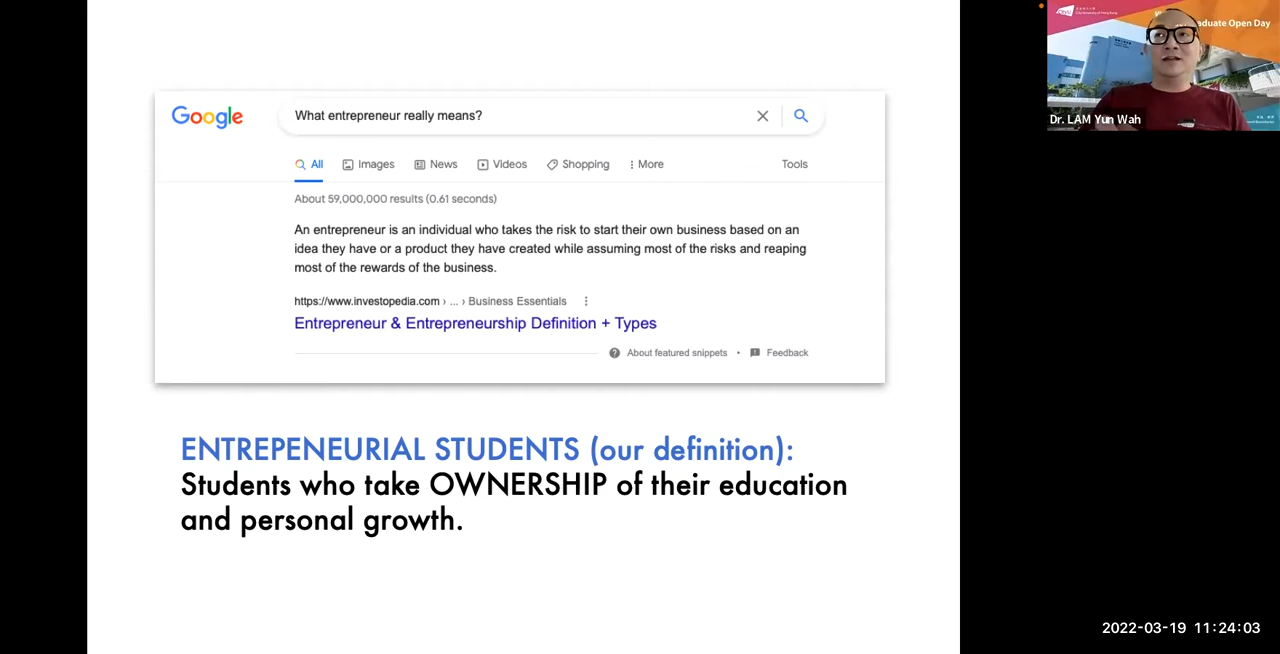 Google
What entrepreneur really means?
All Images News Videos Shopping More Tools
About 59,000,000 results (0.61 seconds)
An entrepreneur is an individual who takes the risk to start their own business based on an
idea they have or a product they have created while assuming most of the risks and reaping
most of the rewards of the business.
https://www.investopedia.com › ... › Business Essentials
Entrepreneur & Entrepreneurship Definition + Types
About featured snippets • Feedback
ENTREPENEURIAL STUDENTS (our definition):
Students who take OWNERSHIP of their education
and personal growth.
aduate Open Day
Dr. LAM Yun Wah
2022-03-19 11:24:03